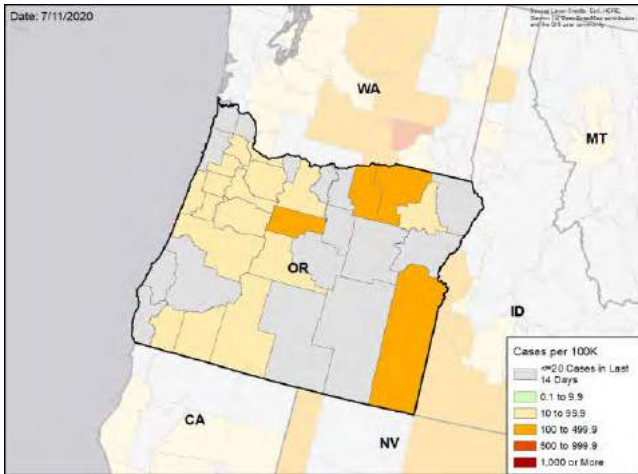 Date: 7/11/2020
WA
MT
OR
ID
CA
NV
Cases per 100K
<=20 Cases in Last
14 Days
0.1 to 9.9
10 to 99.9
100 to 499.9
500 to 999.9
1,000 or More